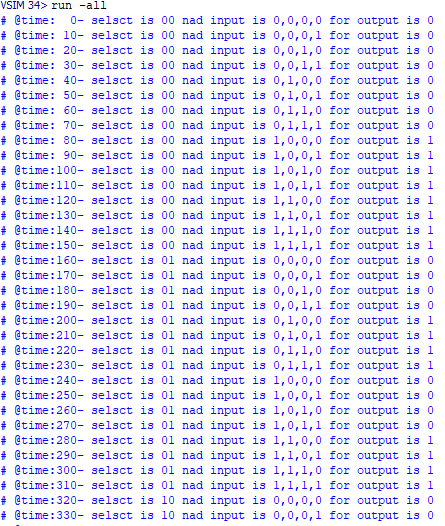 VSIM 34> run -all
# @time:  0- selsct is 00 nad input is 0,0,0,0 for output is 0
# @time: 10- selsct is 00 nad input is 0,0,0,1 for output is 0
# @time: 20- selsct is 00 nad input is 0,0,1,0 for output is 0
# @time: 30- selsct is 00 nad input is 0,0,1,1 for output is 0
# @time: 40- selsct is 00 nad input is 0,1,0,0 for output is 0
# @time: 50- selsct is 00 nad input is 0,1,0,1 for output is 0
# @time: 60- selsct is 00 nad input is 0,1,1,0 for output is 0
# @time: 70- selsct is 00 nad input is 0,1,1,1 for output is 0
# @time: 80- selsct is 00 nad input is 1,0,0,0 for output is 1
# @time: 90- selsct is 00 nad input is 1,0,0,1 for output is 1
# @time:100- selsct is 00 nad input is 1,0,1,0 for output is 1
# @time:110- selsct is 00 nad input is 1,0,1,1 for output is 1
# @time:120- selsct is 00 nad input is 1,1,0,0 for output is 1
# @time:130- selsct is 00 nad input is 1,1,0,1 for output is 1
# @time:140- selsct is 00 nad input is 1,1,1,0 for output is 1
# @time:150- selsct is 00 nad input is 1,1,1,1 for output is 1
# @time:160- selsct is 01 nad input is 0,0,0,0 for output is 0
# @time:170- selsct is 01 nad input is 0,0,0,1 for output is 0
# @time:180- selsct is 01 nad input is 0,0,1,0 for output is 0
# @time:190- selsct is 01 nad input is 0,0,1,1 for output is 0
# @time:200- selsct is 01 nad input is 0,1,0,0 for output is 1
# @time:210- selsct is 01 nad input is 0,1,0,1 for output is 1
# @time:220- selsct is 01 nad input is 0,1,1,0 for output is 1
# @time:230- selsct is 01 nad input is 0,1,1,1 for output is 1
# @time:240- selsct is 01 nad input is 1,0,0,0 for output is 0
# @time:250- selsct is 01 nad input is 1,0,0,1 for output is 0
# @time:260- selsct is 01 nad input is 1,0,1,0 for output is 0
# @time:270- selsct is 01 nad input is 1,0,1,1 for output is 0
# @time:280- selsct is 01 nad input is 1,1,0,0 for output is 1
# @time:290- selsct is 01 nad input is 1,1,0,1 for output is 1
# @time:300- selsct is 01 nad input is 1,1,1,0 for output is 1
# @time:310- selsct is 01 nad input is 1,1,1,1 for output is 1
# @time:320- selsct is 10 nad input is 0,0,0,0 for output is 0
# @time:330- selsct is 10 nad input is 0,0,0,1 for output is 0